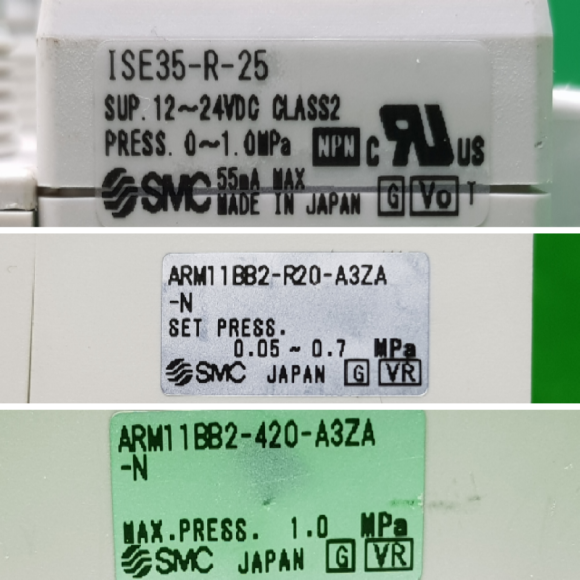 ISE35-R-25
SUP. 12~24VDC CLASS2
PRESS. 0~1.0MPa NPN C RU US
SMC 55mA MAX
MADE IN JAPAN G Vo T
ARM11BB2-R20-A3ZA
-N
SET PRESS.
0.05 ~ 0.7 MPa
SMC JAPAN G VR
ARM11BB2-420-A3ZA
-N
MAX.PRESS. 1.0 MPa
SMC JAPAN G VR